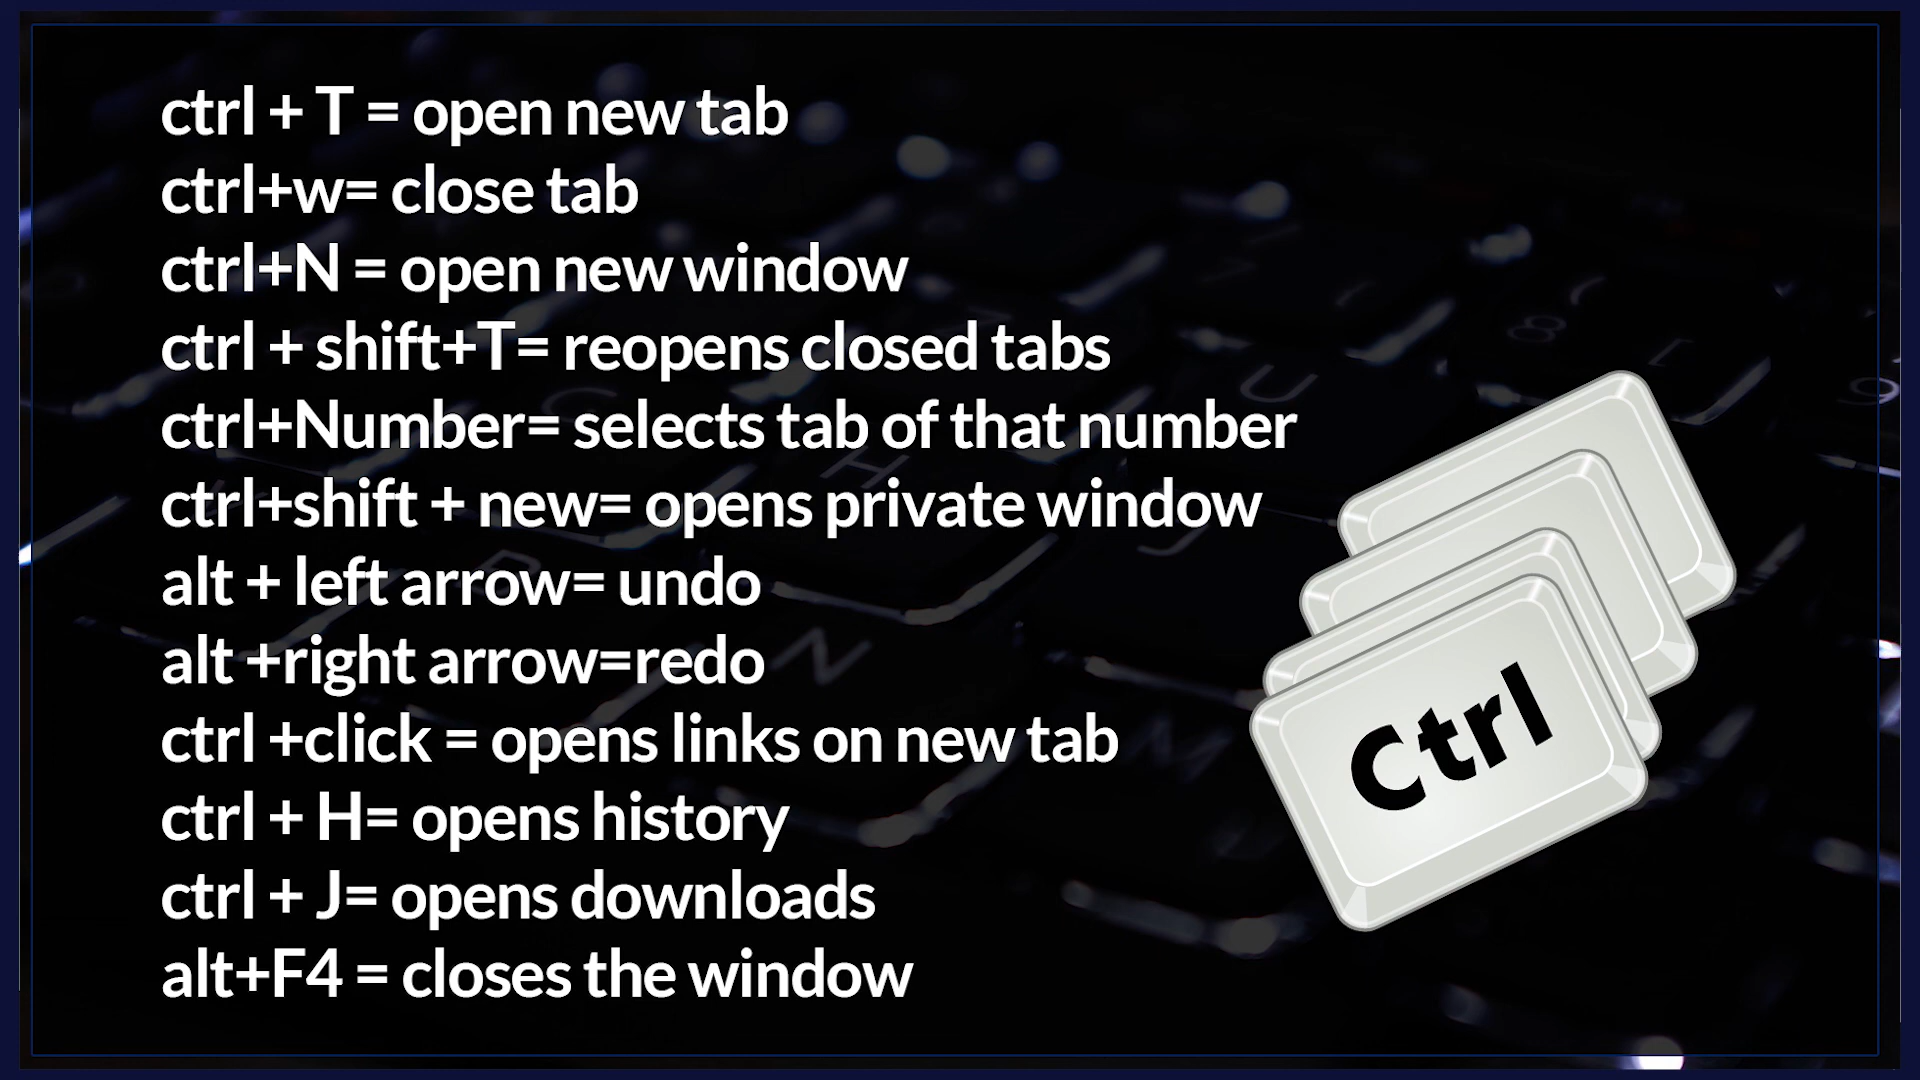 ctrl + T = open new tab
ctrl+w= close tab
ctrl+N = open new window
ctrl + shift+T= reopens closed tabs
ctrl+Number= selects tab of that number
ctrl+shift + new= opens private window
alt + left arrow= undo
alt +right arrow=redo
ctrl +click = opens links on new tab
ctrl + H= opens history
ctrl + J= opens downloads
alt+F4 = closes the window
Ctrl